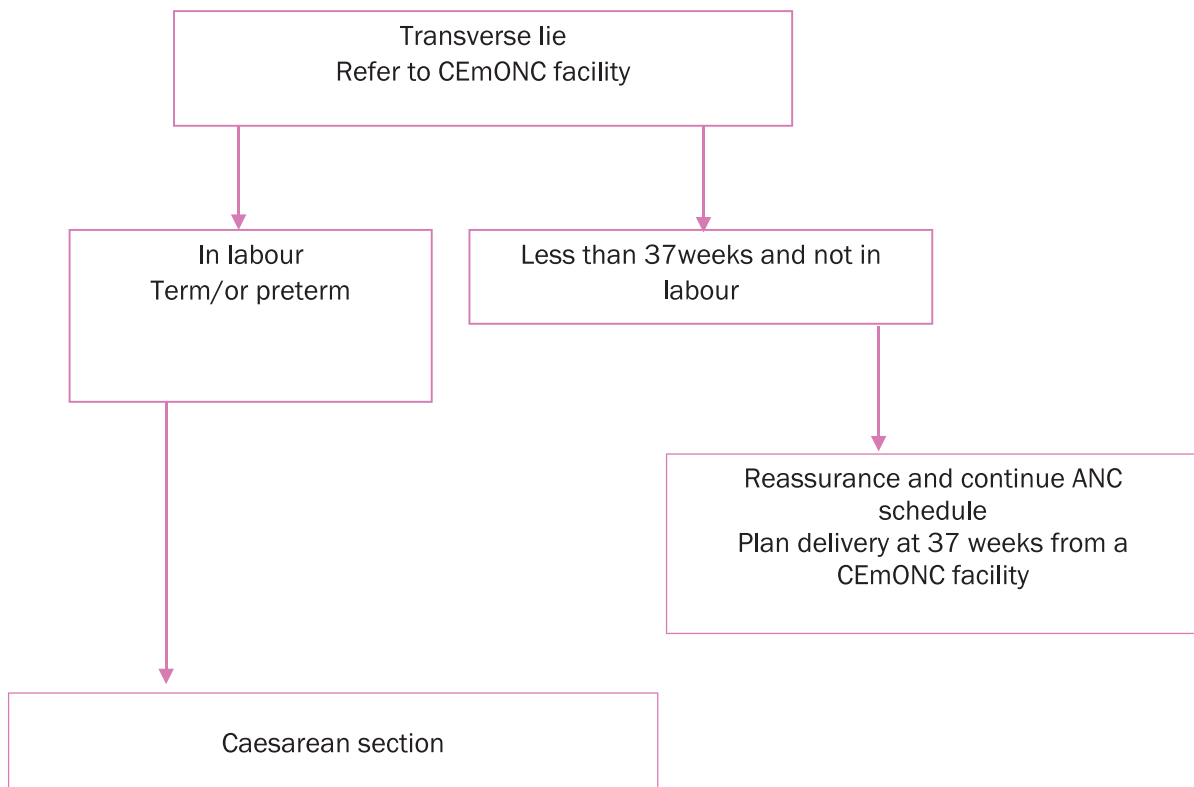 Transverse lie
Refer to CEmONC facility
In labour
Term/or preterm
Less than 37weeks and not in
labour
Reassurance and continue ANC
schedule
Plan delivery at 37 weeks from a
CEmONC facility
Caesarean section